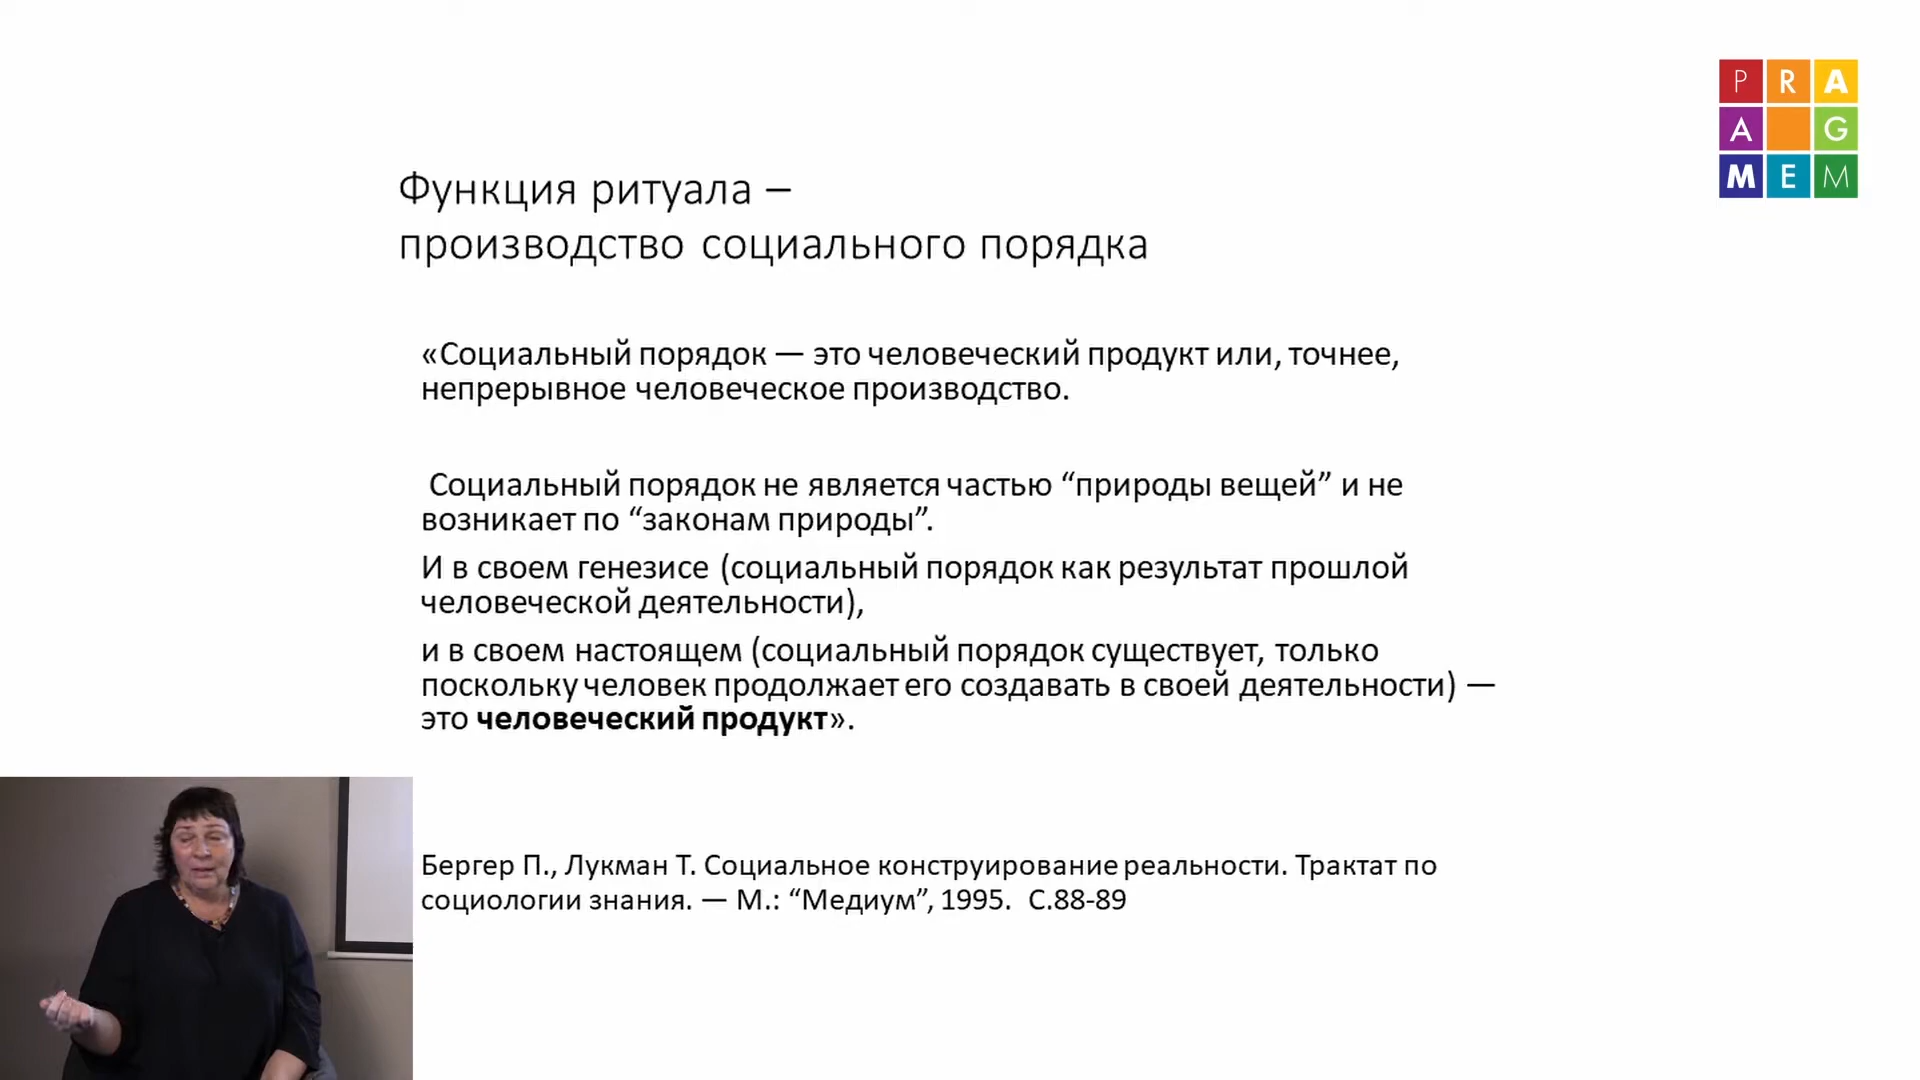 PRA
A G
MEM
Функция ритуала –
производство социального порядка
«Социальный порядок — это человеческий продукт или, точнее,
непрерывное человеческое производство.
Социальный порядок не является частью “природы вещей” и не
возникает по “законам природы”.
И в своем генезисе (социальный порядок как результат прошлой
человеческой деятельности),
и в своем настоящем (социальный порядок существует, только
поскольку человек продолжает его создавать в своей деятельности) —
это человеческий продукт».
Бергер П., Лукман Т. Социальное конструирование реальности. Трактат по
социологии знания. — М.: “Медиум”, 1995. С.88-89